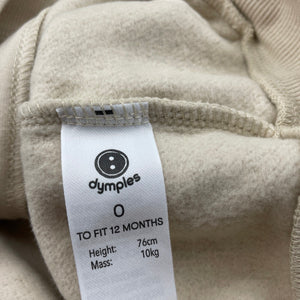 dymples
0
TO FIT 12 MONTHS
Height: 76cm
Mass: 10kg